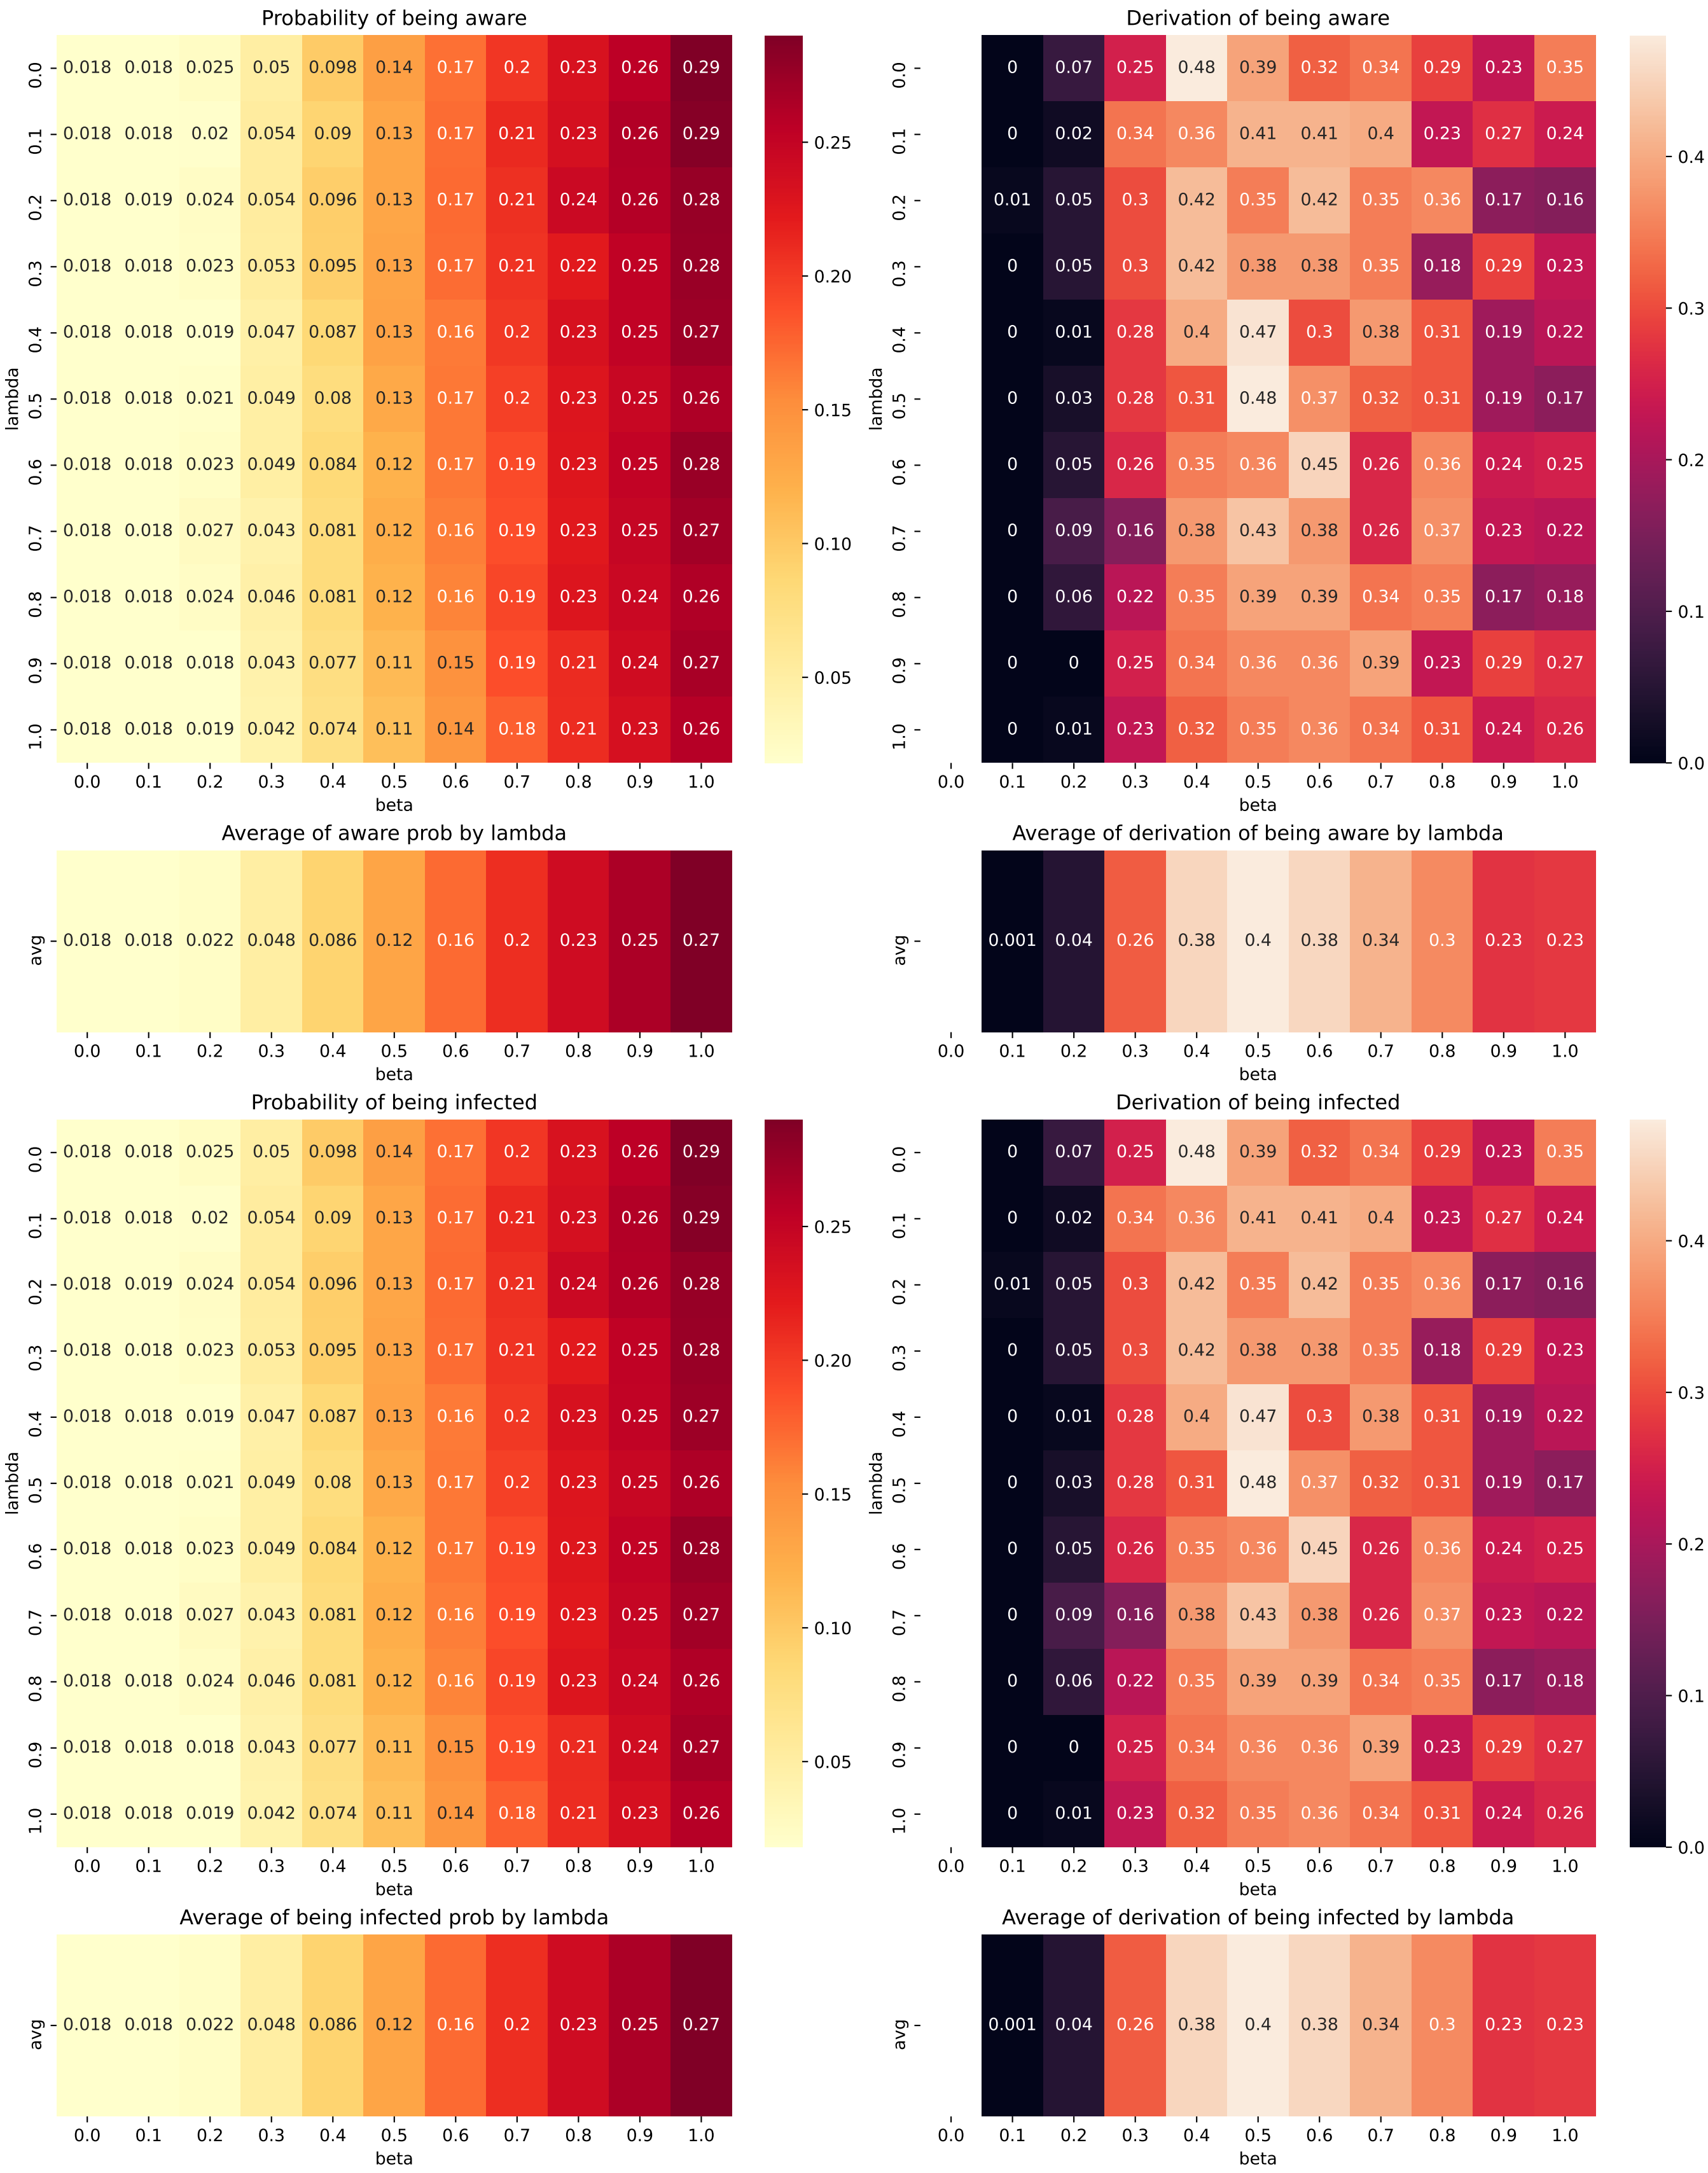 Probability of being aware
0.0 0.018 0.018 0.025 0.05 0.098 0.14 0.17 0.2 0.23 0.26 0.29
0.1 0.018 0.018 0.02 0.054 0.09 0.13 0.17 0.21 0.23 0.26 0.29
0.2 0.018 0.019 0.024 0.054 0.096 0.13 0.17 0.21 0.24 0.26 0.28
0.3 0.018 0.018 0.023 0.053 0.095 0.13 0.17 0.21 0.22 0.25 0.28
0.4 0.018 0.018 0.019 0.047 0.087 0.13 0.16 0.2 0.23 0.25 0.27
0.5 0.018 0.018 0.021 0.049 0.08 0.13 0.17 0.2 0.23 0.25 0.26
0.6 0.018 0.018 0.023 0.049 0.084 0.12 0.17 0.19 0.23 0.25 0.28
0.7 0.018 0.018 0.027 0.043 0.081 0.12 0.16 0.19 0.23 0.25 0.27
0.8 0.018 0.018 0.024 0.046 0.081 0.12 0.16 0.19 0.23 0.24 0.26
0.9 0.018 0.018 0.018 0.043 0.077 0.11 0.15 0.19 0.21 0.24 0.27
1.0 0.018 0.018 0.019 0.042 0.074 0.11 0.14 0.18 0.21 0.23 0.26
0.0 0.1 0.2 0.3 0.4 0.5 0.6 0.7 0.8 0.9 1.0
lambda
beta
0.25
0.20
0.15
0.10
0.05
Derivation of being aware
0.0 0 0.07 0.25 0.48 0.39 0.32 0.34 0.29 0.23 0.35
0.1 0 0.02 0.34 0.36 0.41 0.41 0.4 0.23 0.27 0.24
0.2 0.01 0.05 0.3 0.42 0.35 0.42 0.35 0.36 0.17 0.16
0.3 0 0.05 0.3 0.42 0.38 0.38 0.35 0.18 0.29 0.23
0.4 0 0.01 0.28 0.4 0.47 0.3 0.38 0.31 0.19 0.22
0.5 0 0.03 0.28 0.31 0.48 0.37 0.32 0.31 0.19 0.17
0.6 0 0.05 0.26 0.35 0.36 0.45 0.26 0.36 0.24 0.25
0.7 0 0.09 0.16 0.38 0.43 0.38 0.26 0.37 0.23 0.22
0.8 0 0.06 0.22 0.35 0.39 0.39 0.34 0.35 0.17 0.18
0.9 0 0 0.25 0.34 0.36 0.36 0.39 0.23 0.29 0.27
1.0 0 0.01 0.23 0.32 0.35 0.36 0.34 0.31 0.24 0.26
0.0 0.1 0.2 0.3 0.4 0.5 0.6 0.7 0.8 0.9 1.0
lambda
beta
0.4
0.3
0.2
0.1
0.0
Average of aware prob by lambda
avg 0.018 0.018 0.022 0.048 0.086 0.12 0.16 0.2 0.23 0.25 0.27
0.0 0.1 0.2 0.3 0.4 0.5 0.6 0.7 0.8 0.9 1.0
beta
Average of derivation of being aware by lambda
avg 0.001 0.04 0.26 0.38 0.4 0.38 0.34 0.3 0.23 0.23
0.0 0.1 0.2 0.3 0.4 0.5 0.6 0.7 0.8 0.9 1.0
beta
Probability of being infected
0.0 0.018 0.018 0.025 0.05 0.098 0.14 0.17 0.2 0.23 0.26 0.29
0.1 0.018 0.018 0.02 0.054 0.09 0.13 0.17 0.21 0.23 0.26 0.29
0.2 0.018 0.019 0.024 0.054 0.096 0.13 0.17 0.21 0.24 0.26 0.28
0.3 0.018 0.018 0.023 0.053 0.095 0.13 0.17 0.21 0.22 0.25 0.28
0.4 0.018 0.018 0.019 0.047 0.087 0.13 0.16 0.2 0.23 0.25 0.27
0.5 0.018 0.018 0.021 0.049 0.08 0.13 0.17 0.2 0.23 0.25 0.26
0.6 0.018 0.018 0.023 0.049 0.084 0.12 0.17 0.19 0.23 0.25 0.28
0.7 0.018 0.018 0.027 0.043 0.081 0.12 0.16 0.19 0.23 0.25 0.27
0.8 0.018 0.018 0.024 0.046 0.081 0.12 0.16 0.19 0.23 0.24 0.26
0.9 0.018 0.018 0.018 0.043 0.077 0.11 0.15 0.19 0.21 0.24 0.27
1.0 0.018 0.018 0.019 0.042 0.074 0.11 0.14 0.18 0.21 0.23 0.26
0.0 0.1 0.2 0.3 0.4 0.5 0.6 0.7 0.8 0.9 1.0
lambda
beta
0.25
0.20
0.15
0.10
0.05
Derivation of being infected
0.0 0 0.07 0.25 0.48 0.39 0.32 0.34 0.29 0.23 0.35
0.1 0 0.02 0.34 0.36 0.41 0.41 0.4 0.23 0.27 0.24
0.2 0.01 0.05 0.3 0.42 0.35 0.42 0.35 0.36 0.17 0.16
0.3 0 0.05 0.3 0.42 0.38 0.38 0.35 0.18 0.29 0.23
0.4 0 0.01 0.28 0.4 0.47 0.3 0.38 0.31 0.19 0.22
0.5 0 0.03 0.28 0.31 0.48 0.37 0.32 0.31 0.19 0.17
0.6 0 0.05 0.26 0.35 0.36 0.45 0.26 0.36 0.24 0.25
0.7 0 0.09 0.16 0.38 0.43 0.38 0.26 0.37 0.23 0.22
0.8 0 0.06 0.22 0.35 0.39 0.39 0.34 0.35 0.17 0.18
0.9 0 0 0.25 0.34 0.36 0.36 0.39 0.23 0.29 0.27
1.0 0 0.01 0.23 0.32 0.35 0.36 0.34 0.31 0.24 0.26
0.0 0.1 0.2 0.3 0.4 0.5 0.6 0.7 0.8 0.9 1.0
lambda
beta
0.4
0.3
0.2
0.1
0.0
Average of being infected prob by lambda
avg 0.018 0.018 0.022 0.048 0.086 0.12 0.16 0.2 0.23 0.25 0.27
0.0 0.1 0.2 0.3 0.4 0.5 0.6 0.7 0.8 0.9 1.0
beta
Average of derivation of being infected by lambda
avg 0.001 0.04 0.26 0.38 0.4 0.38 0.34 0.3 0.23 0.23
0.0 0.1 0.2 0.3 0.4 0.5 0.6 0.7 0.8 0.9 1.0
beta